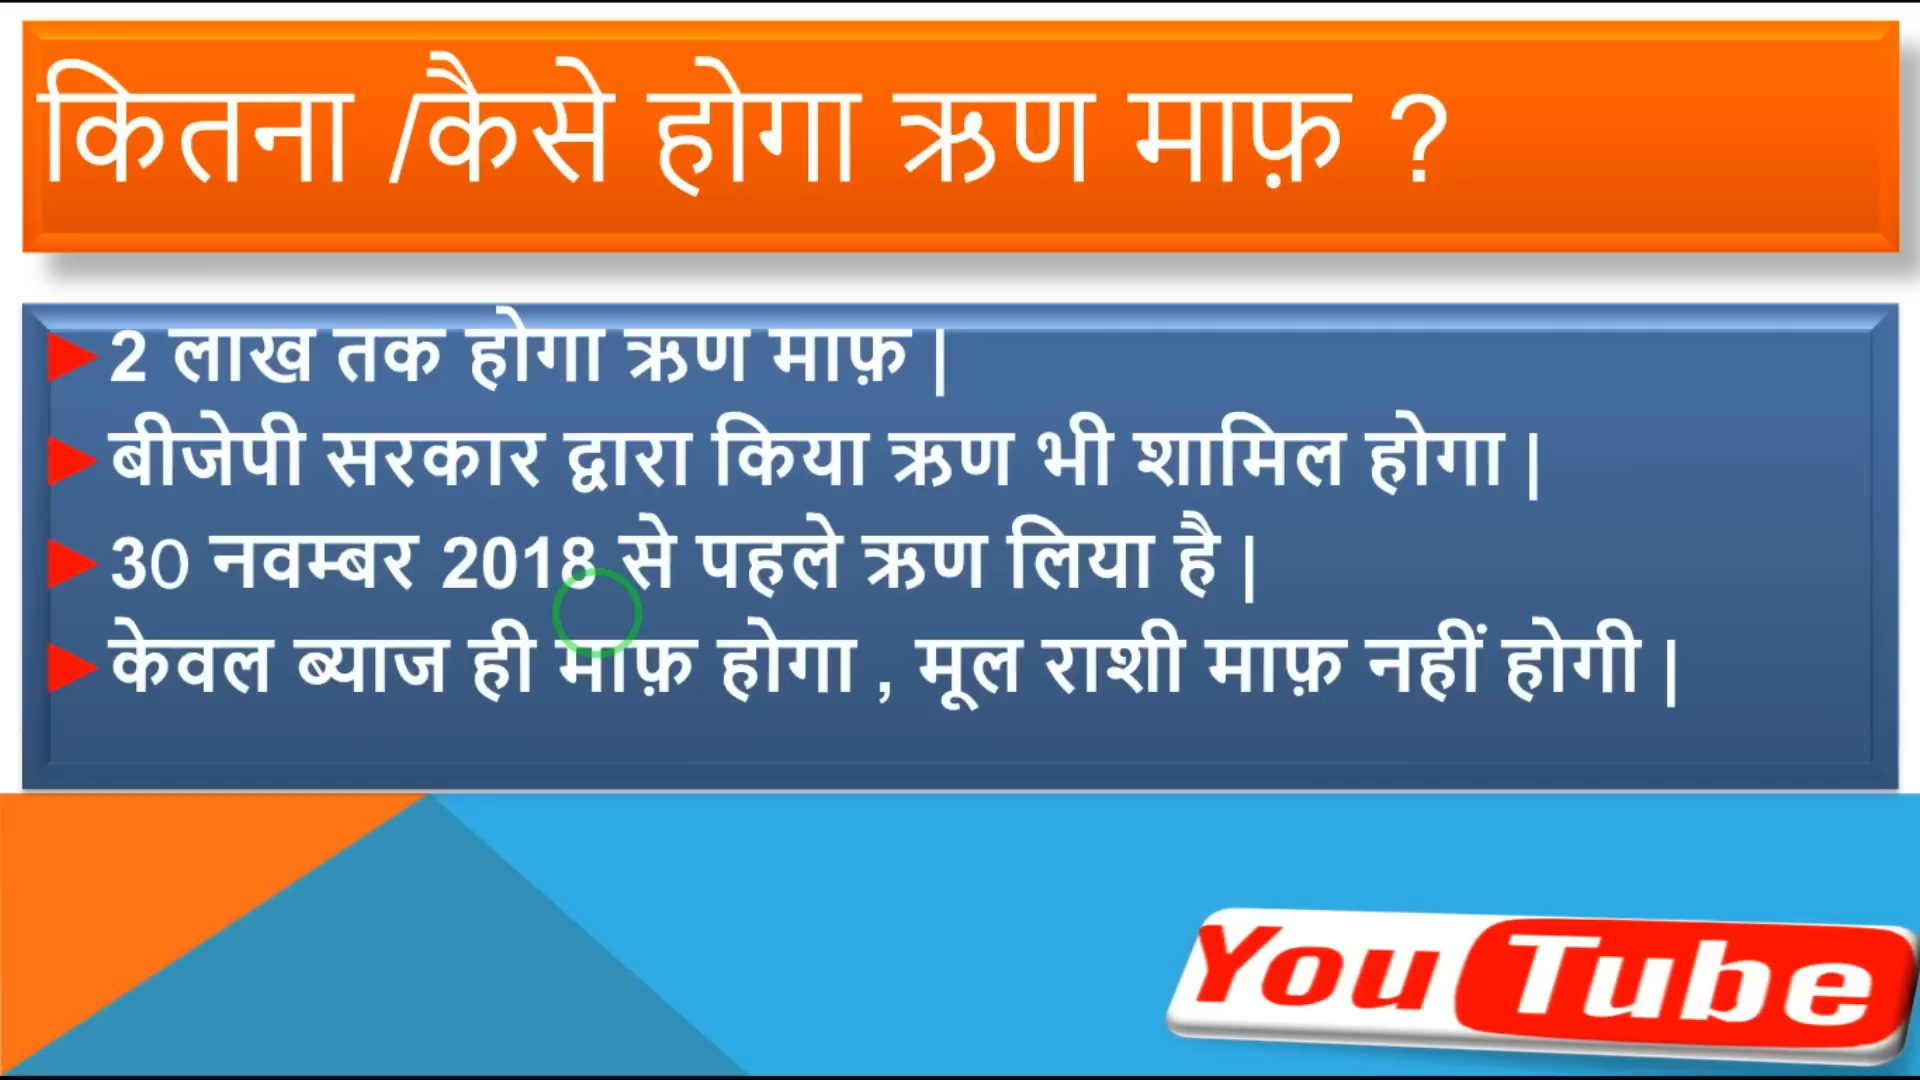 कितना /कैसे होगा ऋण माफ़ ?
2 लाख तक होगा ऋण माफ़ |
बीजेपी सरकार द्वारा किया ऋण भी शामिल होगा |
30 नवम्बर 2018 से पहले ऋण लिया है |
केवल ब्याज ही माफ़ होगा , मूल राशी माफ़ नहीं होगी |
YouTube